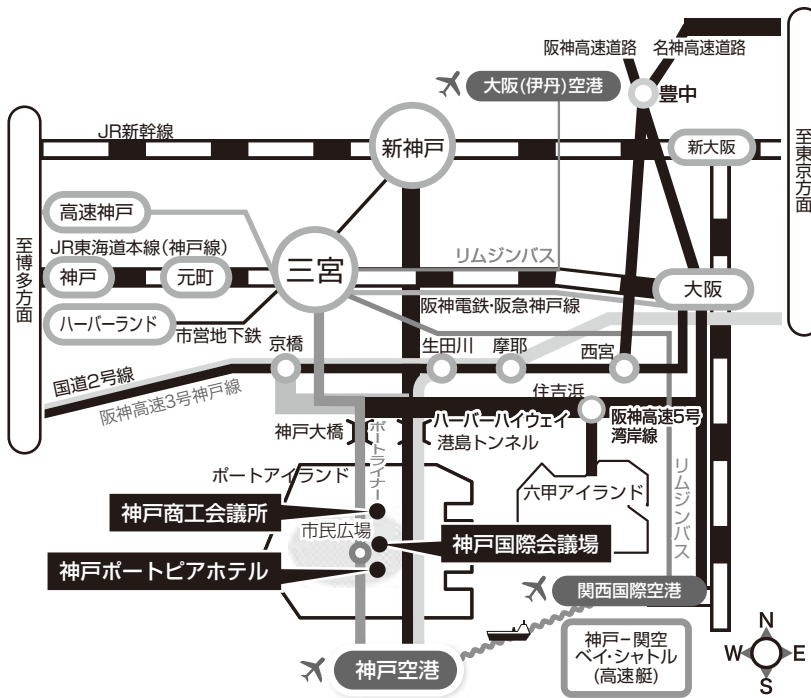 阪神高速道路
名神高速道路
大阪(伊丹)空港
豊中
至東京方面
JR新幹線
新神戸
新大阪
至博多方面
高速神戸
JR東海道本線(神戸線)
リムジンバス
神戸
元町
三宮
大阪
ハーバーランド
市営地下鉄
阪神電鉄・阪急神戸線
京橋
生田川
摩耶
西宮
国道2号線
阪神高速3号神戸線
住吉浜
神戸大橋
ポートライナー
ハーバーハイウェイ
港島トンネル
阪神高速5号
湾岸線
ポートアイランド
六甲アイランド
リムジンバス
神戸商工会議所
市民広場
神戸国際会議場
神戸ポートピアホテル
関西国際空港
神戸空港
神戸−関空
ベイ・シャトル
(高速艇)
N
W
E
S